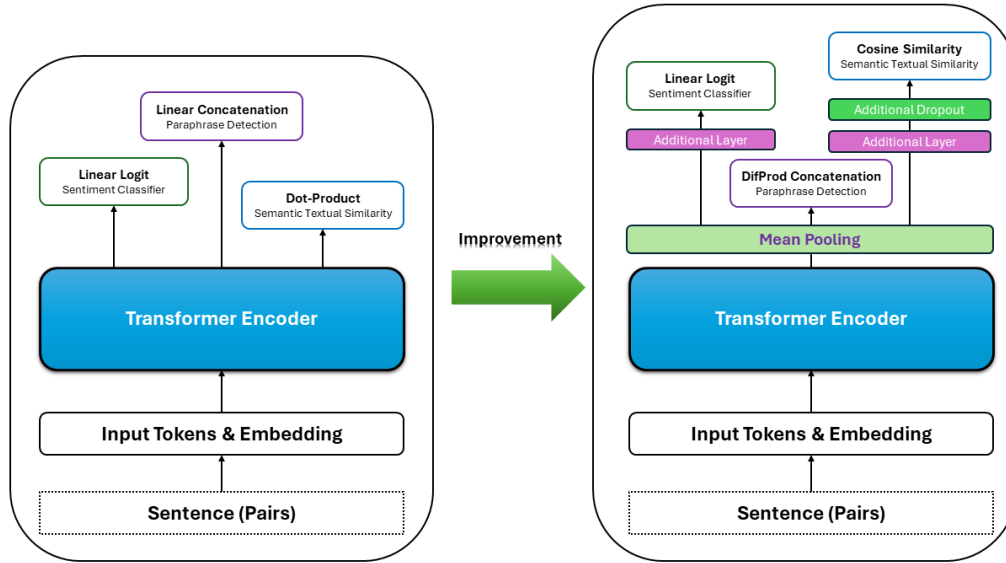 Linear Concatenation
Paraphrase Detection
Linear Logit
Sentiment Classifier
Dot-Product
Semantic Textual Similarity
Transformer Encoder
Input Tokens & Embedding
Sentence (Pairs)
Improvement
Cosine Similarity
Semantic Textual Similarity
Linear Logit
Sentiment Classifier
Additional Dropout
Additional Layer
Additional Layer
DifProd Concatenation
Paraphrase Detection
Mean Pooling
Transformer Encoder
Input Tokens & Embedding
Sentence (Pairs)